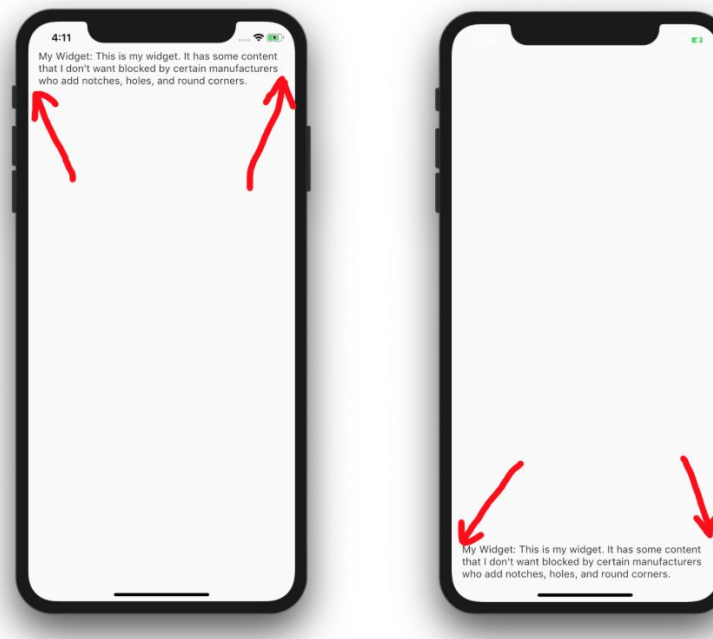 4:11
My Widget: This is my widget. It has some content
that I don't want blocked by certain manufacturers
who add notches, holes, and round corners.
My Widget: This is my widget. It has some content
that I don't want blocked by certain manufacturers
who add notches, holes, and round corners.